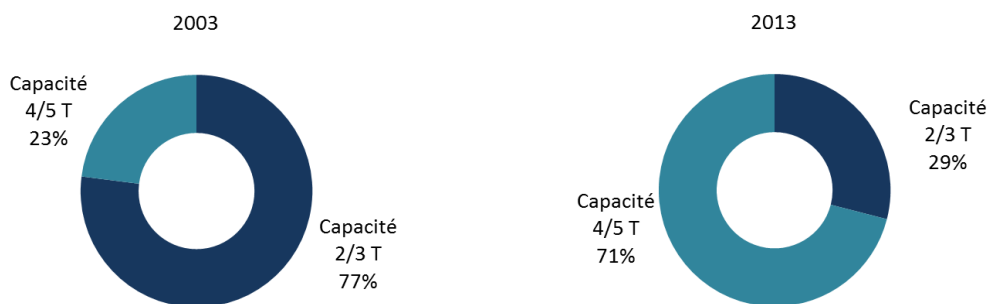 2003
Capacité
4/5 T
23%
Capacité
2/3 T
77%
2013
Capacité
2/3 T
29%
Capacité
4/5 T
71%